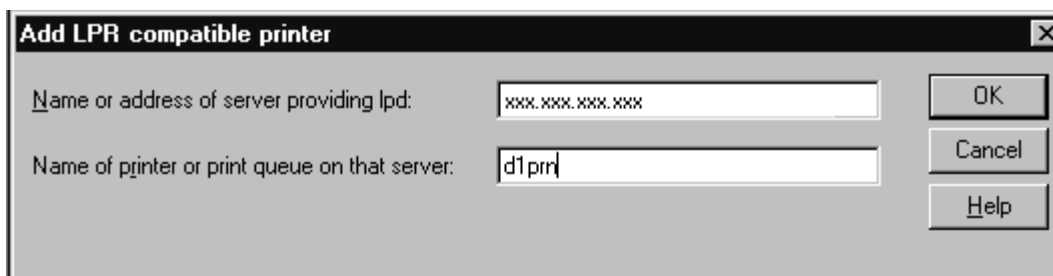 Add LPR compatible printer
Name or address of server providing lpd: xxx.xxx.xxx.xxx OK
Name of printer or print queue on that server: d1prn Cancel
Help